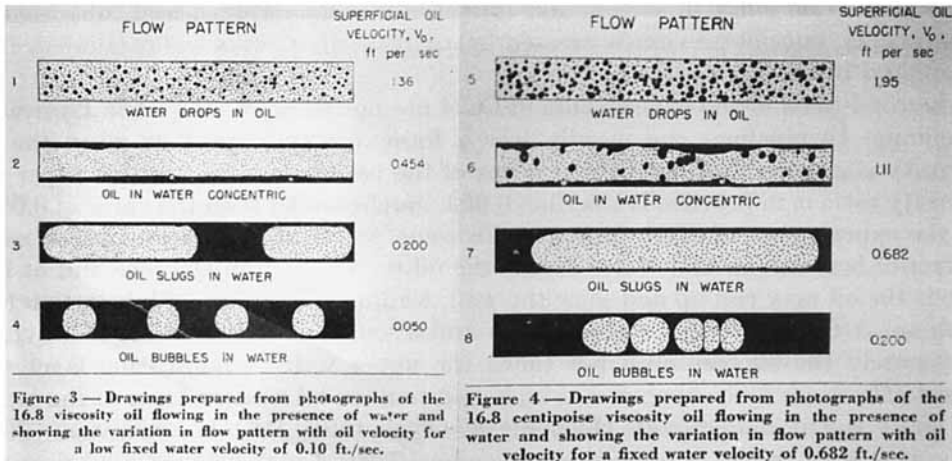 FLOW PATTERN
SUPERFICIAL OIL
VELOCITY, Vo,
ft per sec
1
1.36
WATER DROPS IN OIL
2
0.454
OIL IN WATER CONCENTRIC
3
0.200
OIL SLUGS IN WATER
4
0.050
OIL BUBBLES IN WATER
Figure 3 — Drawings prepared from photographs of the
16.8 viscosity oil flowing in the presence of water and
showing the variation in flow pattern with oil velocity for
a low fixed water velocity of 0.10 ft./sec.
FLOW PATTERN
SUPERFICIAL OIL
VELOCITY, Vo,
ft per sec
5
1.95
WATER DROPS IN OIL
6
1.11
OIL IN WATER CONCENTRIC
7
0.682
OIL SLUGS IN WATER
8
0.200
OIL BUBBLES IN WATER
Figure 4 — Drawings prepared from photographs of the
16.8 centipoise viscosity oil flowing in the presence of
water and showing the variation in flow pattern with oil
velocity for a fixed water velocity of 0.682 ft./sec.